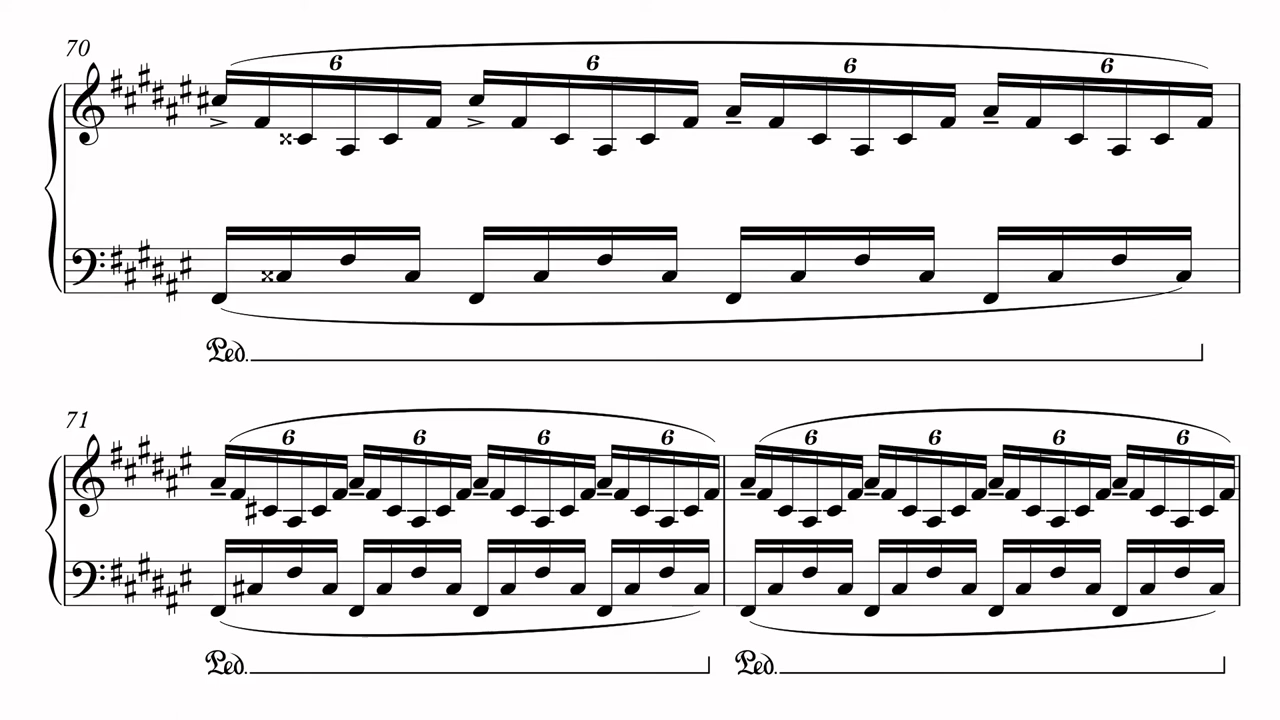 70
6 6 6 6
Ped.
71
6 6 6 6 6 6 6 6
Ped. Ped.